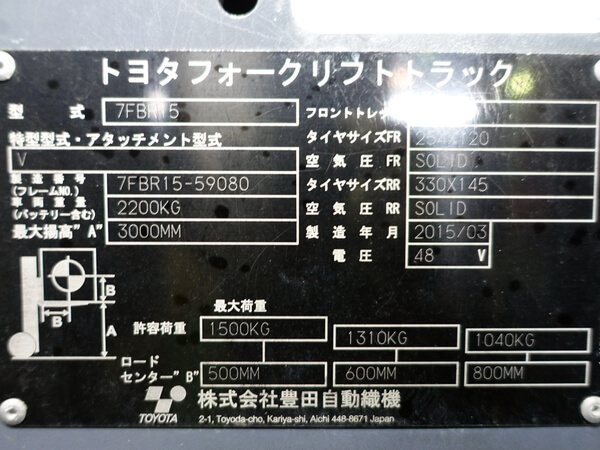 トヨタフォークリフトトラック
型 式 7FBR15
フロントトレッド
特型型式・アタッチメント型式
V
タイヤサイズFR 254X120
空気圧 FR SOLID
製造番号
(フレームNO.) 7FBR15-59080
タイヤサイズRR 330X145
車両重量
(バッテリー含む) 2200KG
空気圧 RR SOLID
最大揚高"A" 3000MM
製造年月 2015/03
電圧 48 V
B
B
A
最大荷重
許容荷重 1500KG 1310KG 1040KG
ロード
センター"B" 500MM 600MM 800MM
TOYOTA 株式会社豊田自動織機
2-1, Toyoda-cho, Kariya-shi, Aichi 448-8671 Japan